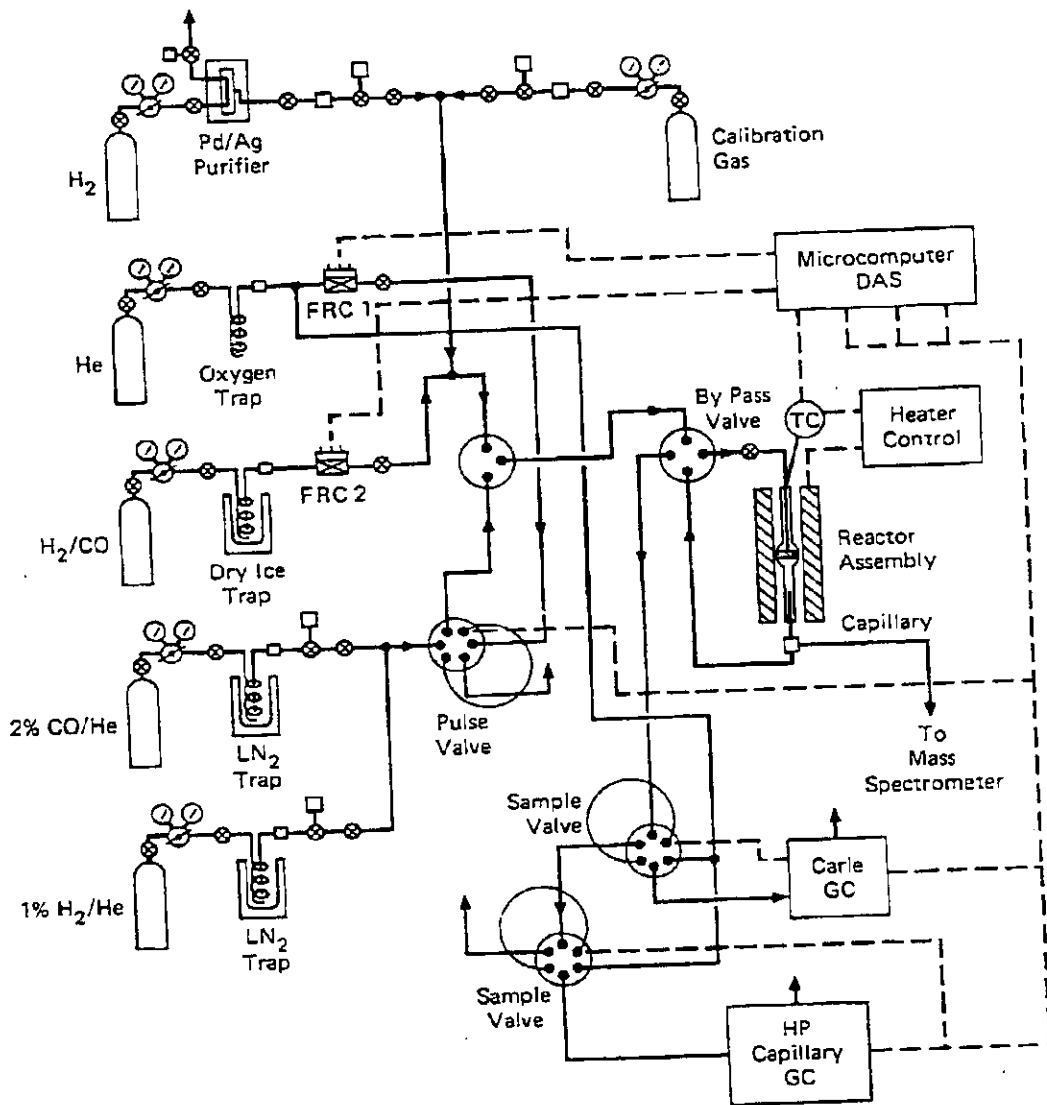 Pd/Ag
Purifier
H2
Calibration
Gas
Microcomputer
DAS
FRC 1
He
Oxygen
Trap
By Pass
Valve
TC
Heater
Control
FRC 2
H2/CO
Dry Ice
Trap
Reactor
Assembly
Capillary
2% CO/He
LN2
Trap
Pulse
Valve
To
Mass
Spectrometer
Sample
Valve
Carle
GC
1% H2/He
LN2
Trap
Sample
Valve
HP
Capillary
GC